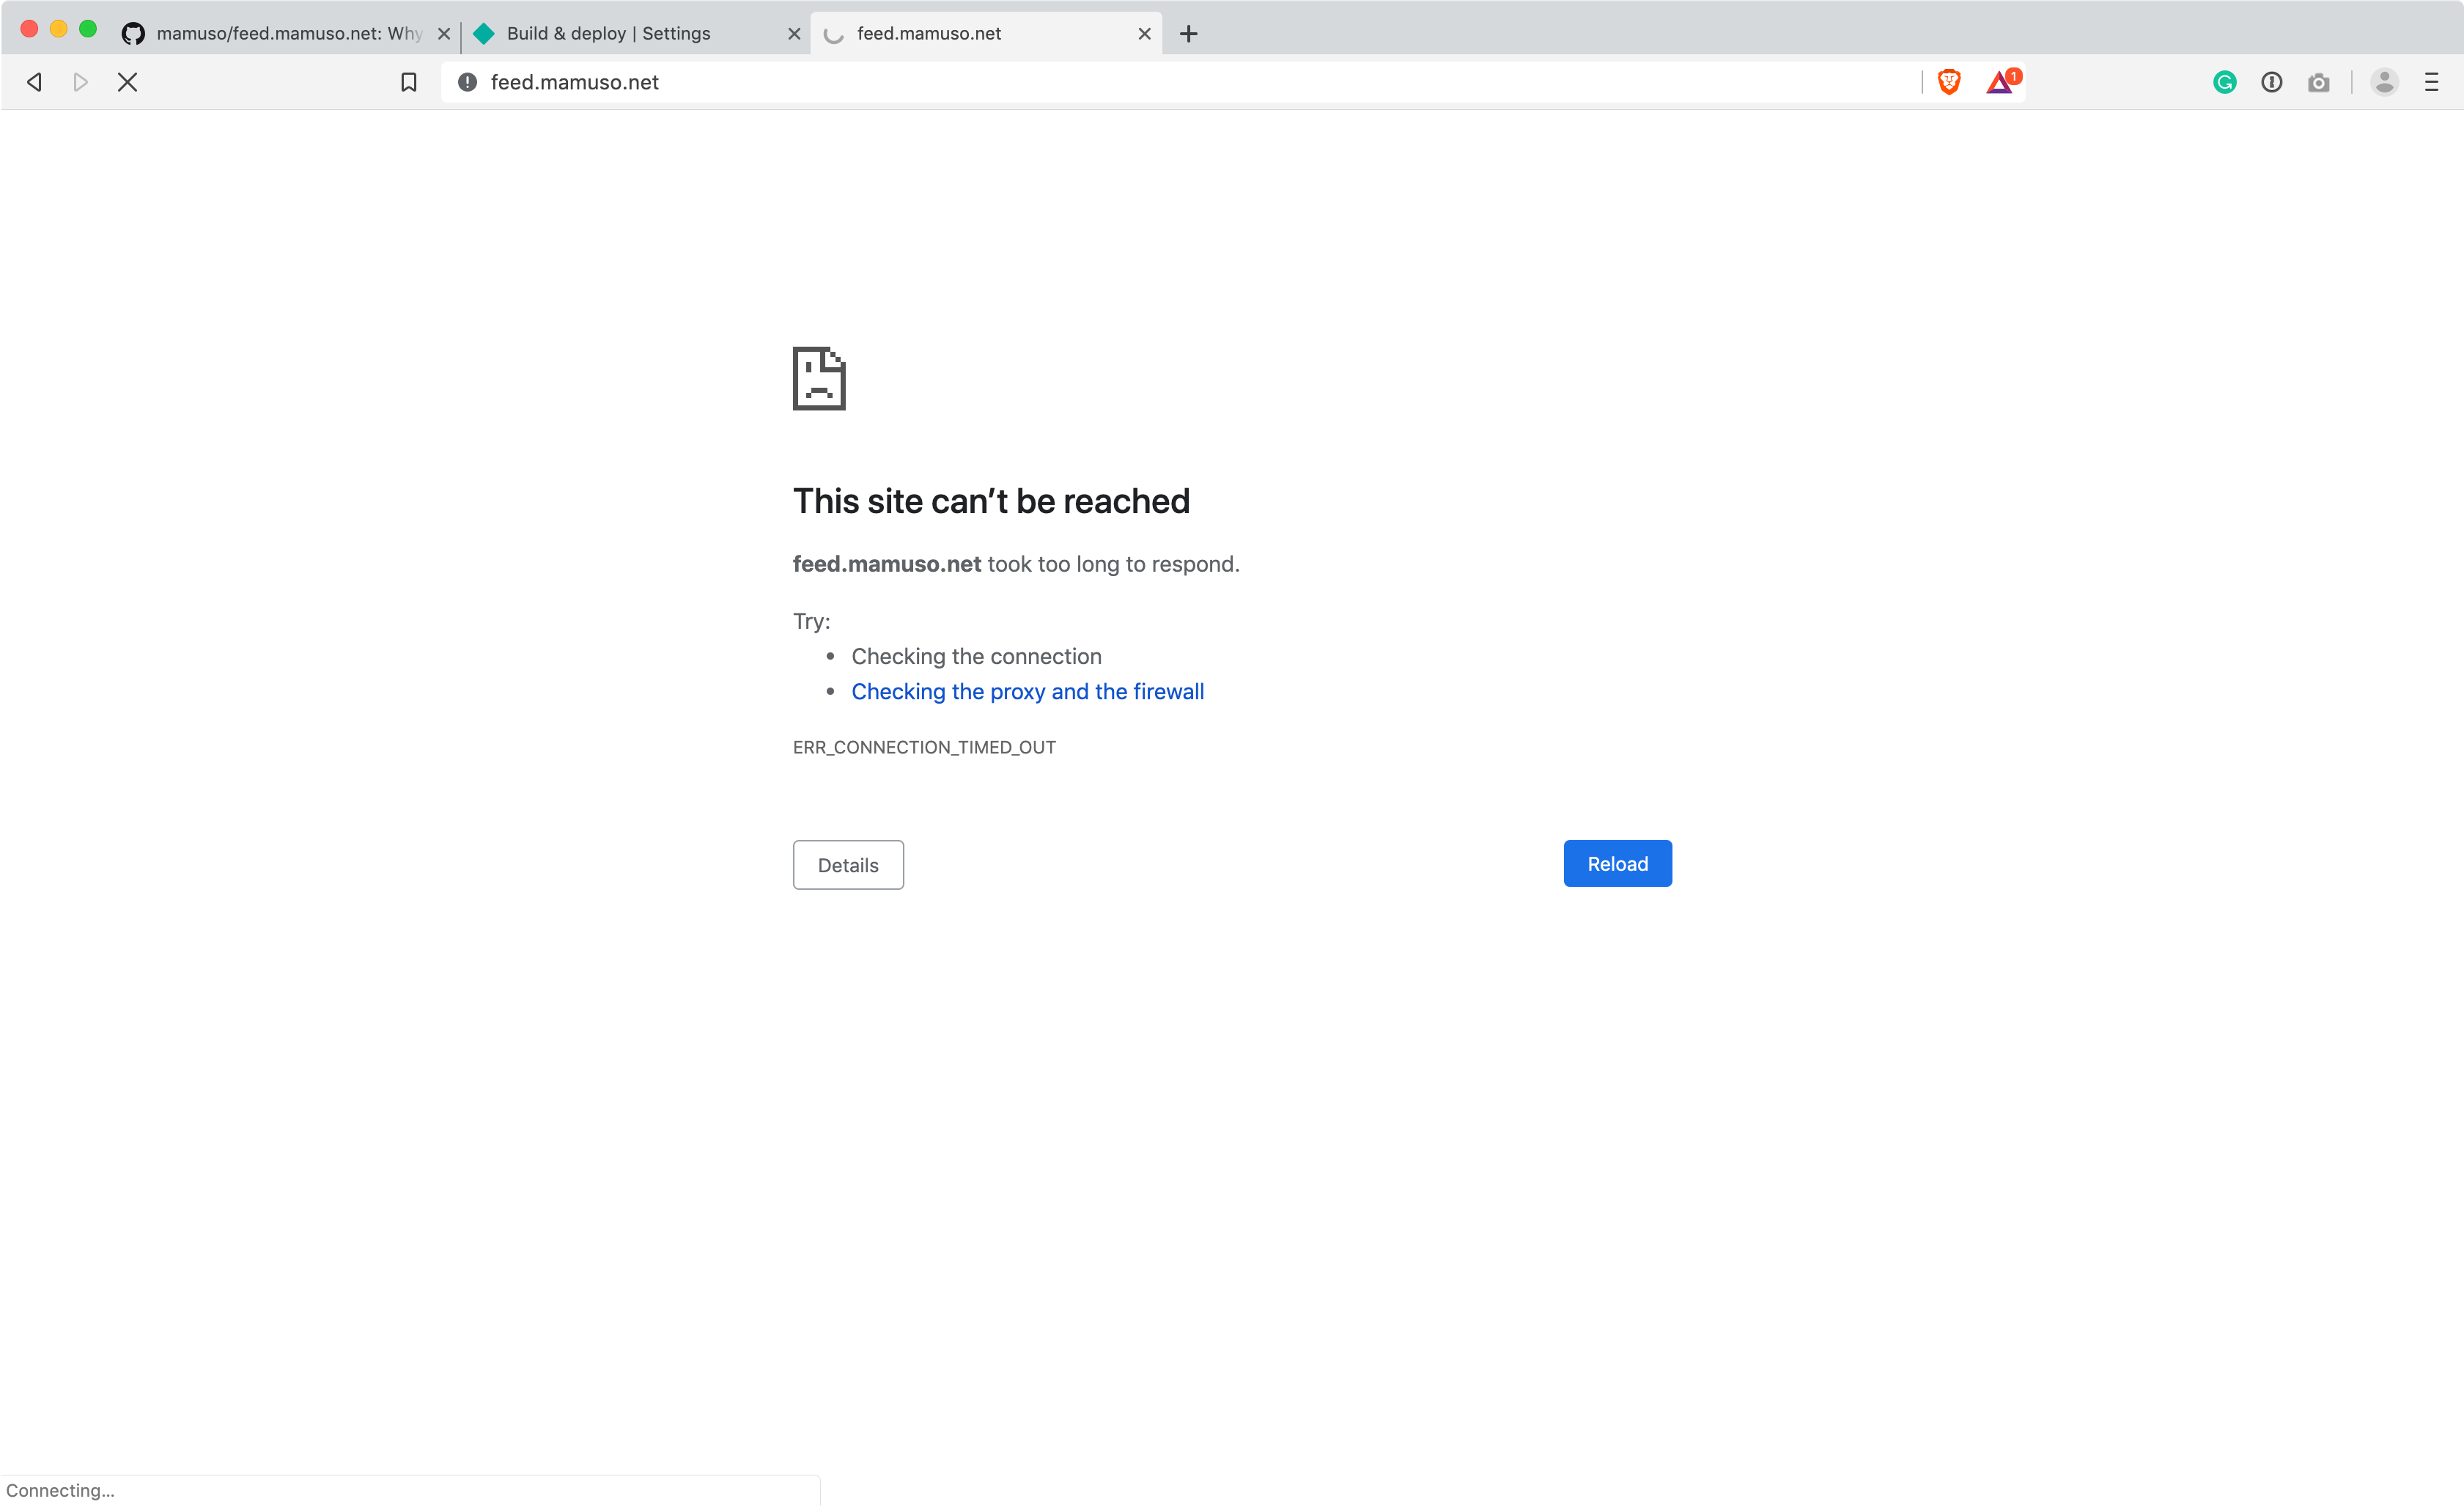 mamuso/feed.mamuso.net: Why
Build & deploy | Settings
feed.mamuso.net
feed.mamuso.net
1
This site can’t be reached
feed.mamuso.net took too long to respond.
Try:
• Checking the connection
• Checking the proxy and the firewall
ERR_CONNECTION_TIMED_OUT
Details
Reload
Connecting...